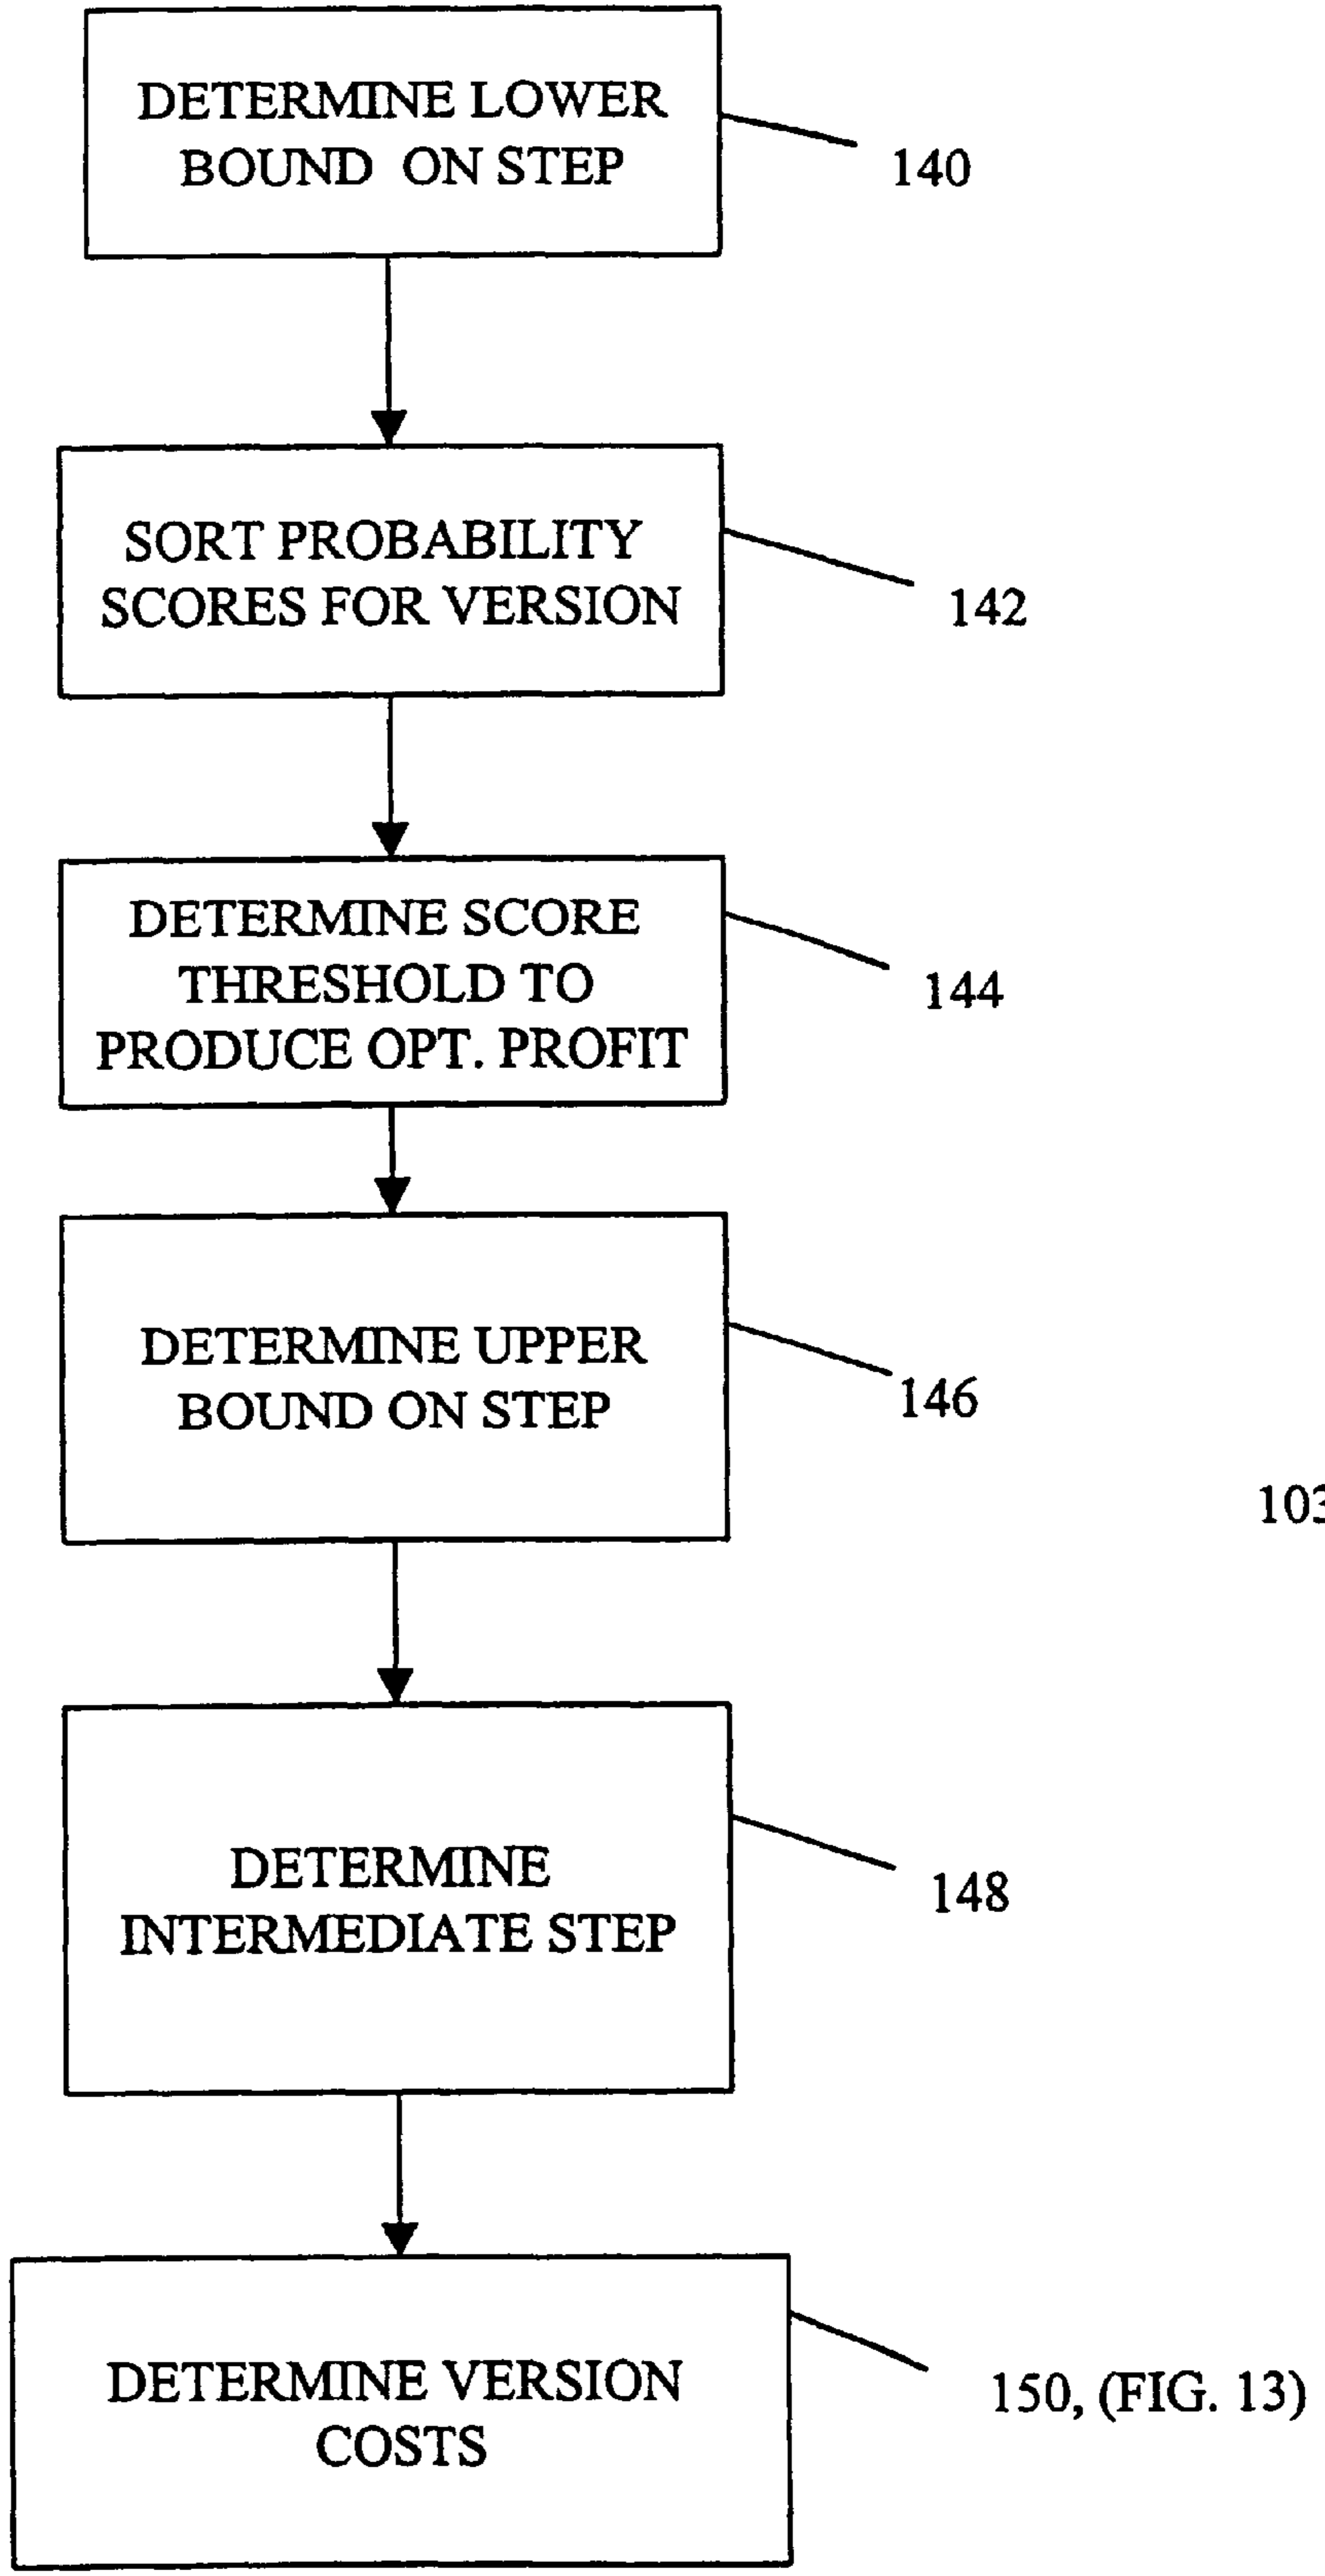 DETERMINE LOWER
BOUND ON STEP
140
SORT PROBABILITY
SCORES FOR VERSION
142
DETERMINE SCORE
THRESHOLD TO
PRODUCE OPT. PROFIT
144
DETERMINE UPPER
BOUND ON STEP
146
103
DETERMINE
INTERMEDIATE STEP
148
DETERMINE VERSION
COSTS
150, (FIG. 13)